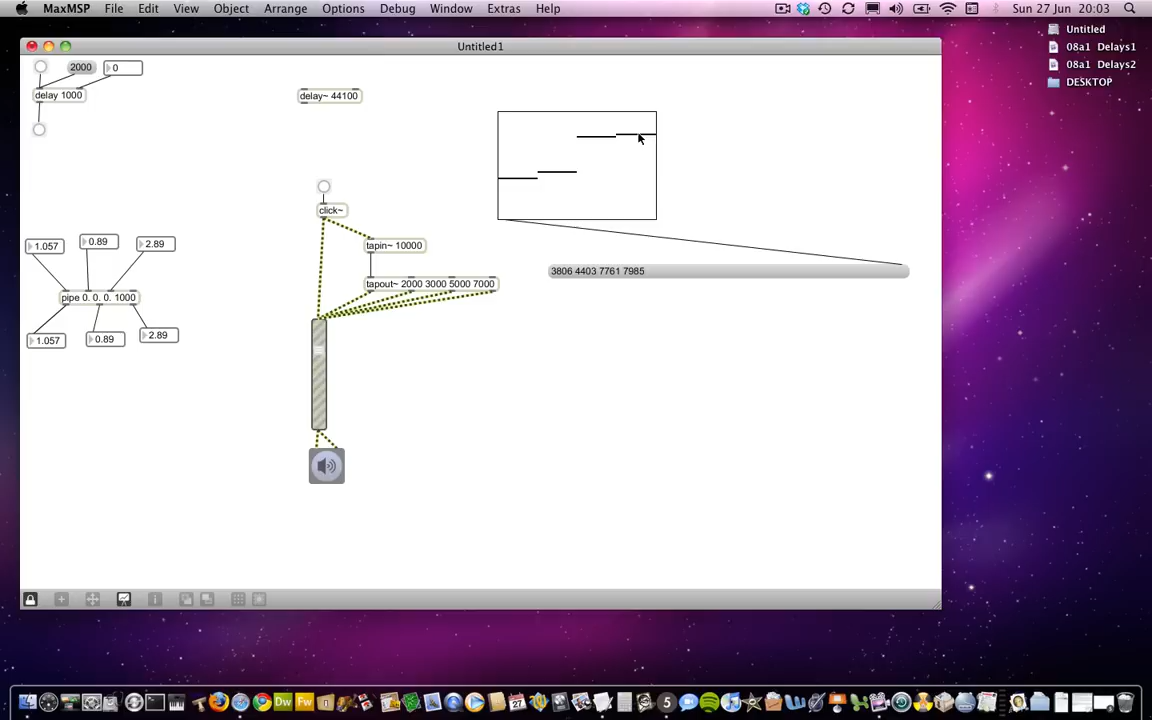 MaxMSP File Edit View Object Arrange Options Debug Window Extras Help Sun 27 Jun 20:03
Untitled1
Untitled
08a1 Delays1
08a1 Delays2
DESKTOP
2000 0
delay 1000
delay~ 44100
click~
tapin~ 10000
tapout~ 2000 3000 5000 7000
3806 4403 7761 7985
1.057 0.89 2.89
pipe 0. 0. 0. 1000
1.057 0.89 2.89